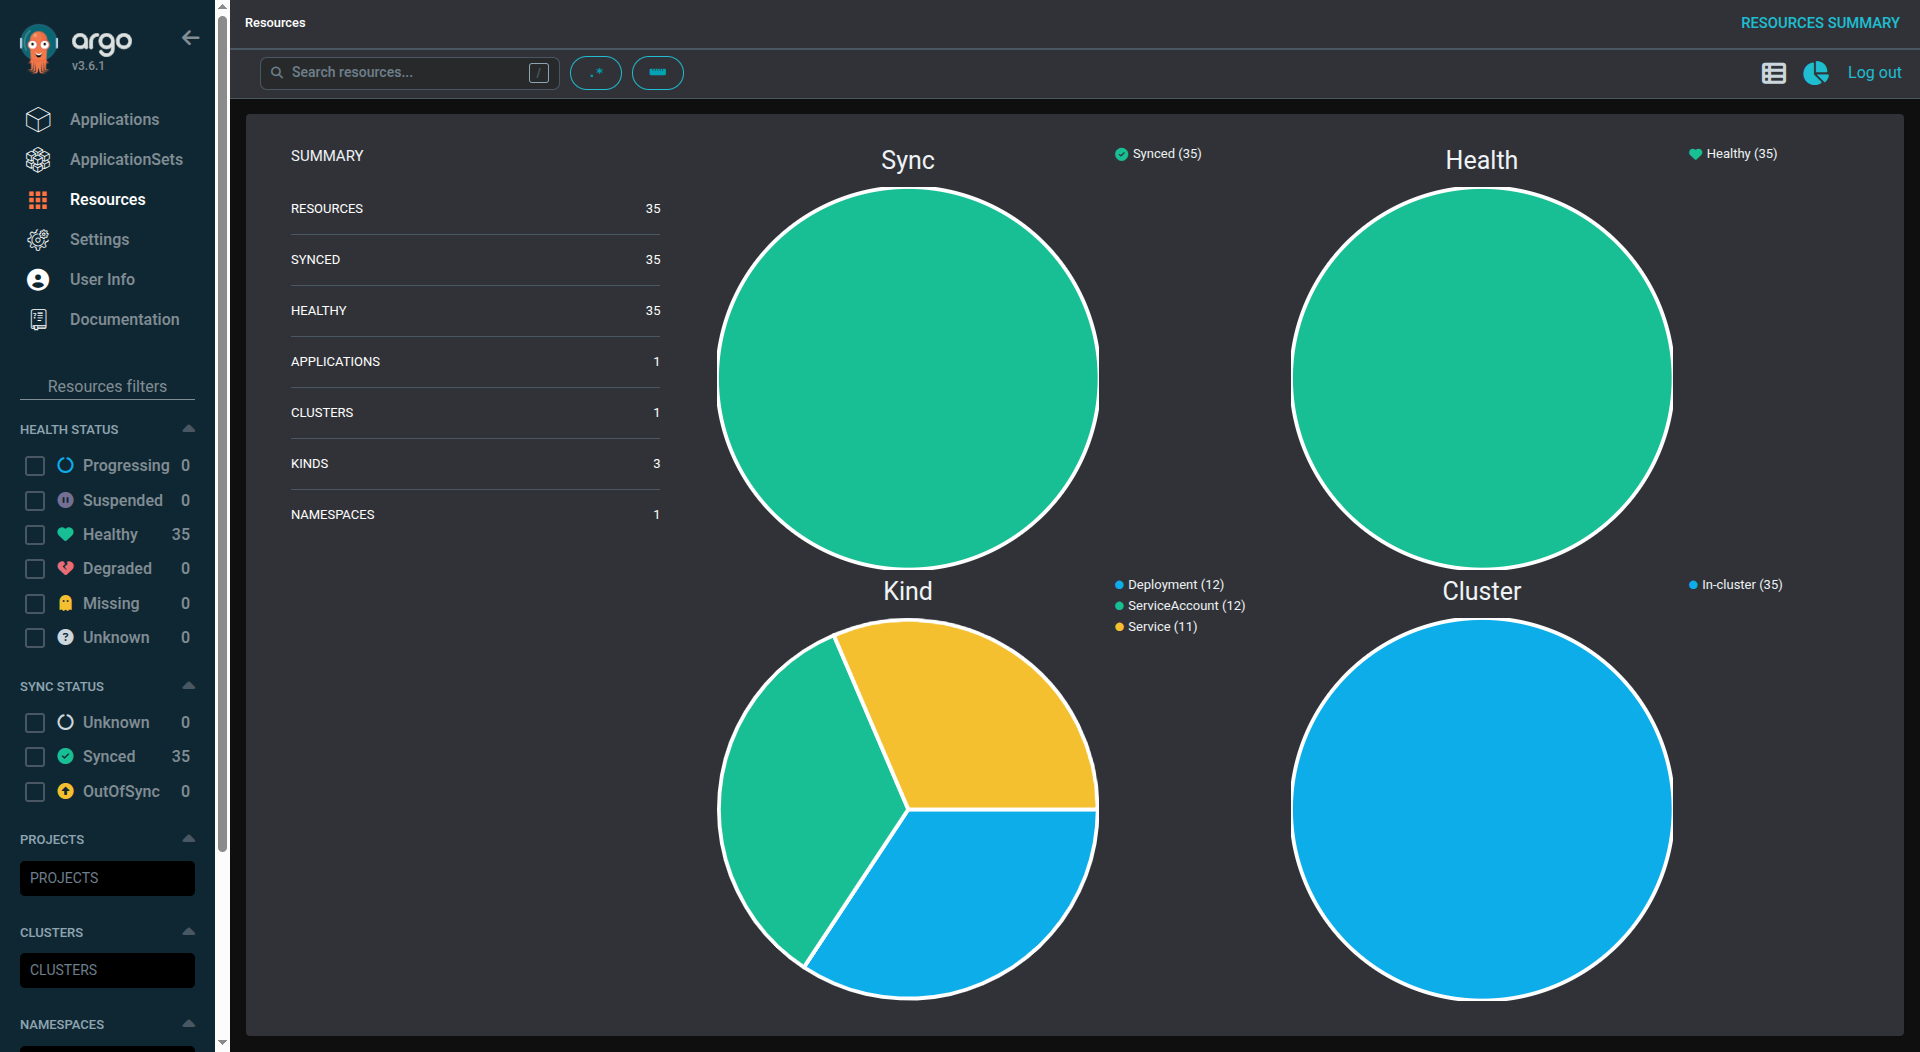 argo
v3.6.1
Applications
ApplicationSets
Resources
Settings
User Info
Documentation
Resources filters
HEALTH STATUS
Progressing 0
Suspended 0
Healthy 35
Degraded 0
Missing 0
Unknown 0
SYNC STATUS
Unknown 0
Synced 35
OutOfSync 0
PROJECTS
PROJECTS
CLUSTERS
CLUSTERS
NAMESPACES
Resources
RESOURCES SUMMARY
Search resources... /
.*
Log out
SUMMARY
RESOURCES 35
SYNCED 35
HEALTHY 35
APPLICATIONS 1
CLUSTERS 1
KINDS 3
NAMESPACES 1
Sync
Synced (35)
Health
Healthy (35)
Kind
Deployment (12)
ServiceAccount (12)
Service (11)
Cluster
In-cluster (35)